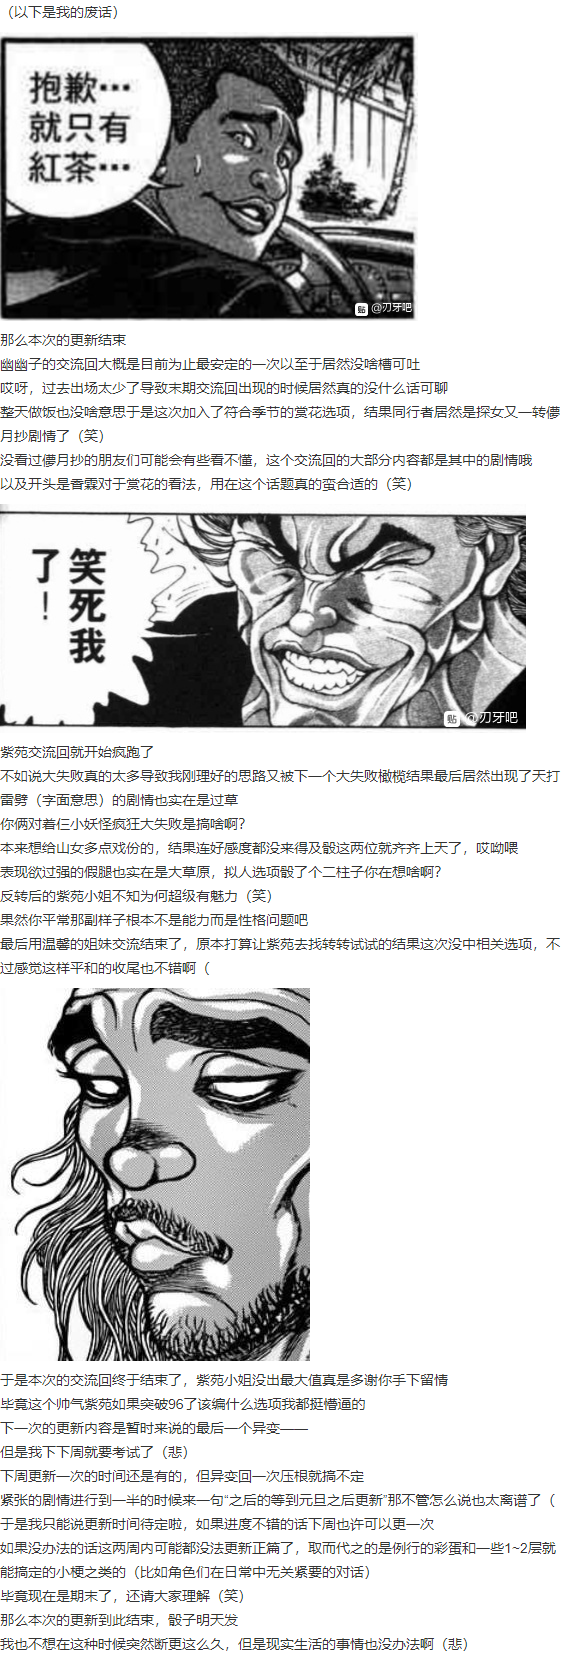 （以下是我的废话）
抱歉…
就只有
紅茶…
贴 @刃牙吧
那么本次的更新结束
幽幽子的交流回大概是目前为止最安定的一次以至于居然没啥槽可吐
哎呀，过去出场太少了导致末期交流回出现的时候居然真的没什么话可聊
整天做饭也没啥意思于是这次加入了符合季节的赏花选项，结果同行者居然是探女又一转儚
月抄剧情了（笑）
没看过儚月抄的朋友们可能会有些看不懂，这个交流回的大部分内容都是其中的剧情哦
以及开头是香霖对于赏花的看法，用在这个话题真的蛮合适的（笑）
笑死我
了！
贴 @刃牙吧
紫苑交流回就开始疯跑了
不如说大失败真的太多导致我刚理好的思路又被下一个大失败橄榄结果最后居然出现了天打
雷劈（字面意思）的剧情也实在是过草
你俩对着仨小妖怪疯狂大失败是搞啥啊？
本来想给山女多点戏份的，结果连好感度都没来得及骰这两位就齐齐上天了，哎呦喂
表现欲过强的假腿也实在是大草原，拟人选项骰了个二柱子你在想啥啊？
反转后的紫苑小姐不知为何超级有魅力（笑）
果然你平常那副样子根本不是能力而是性格问题吧
最后用温馨的姐妹交流结束了，原本打算让紫苑去找转转试试的结果这次没中相关选项，不
过感觉这样平和的收尾也不错啊（
于是本次的交流回终于结束了，紫苑小姐没出最大值真是多谢你手下留情
毕竟这个帅气紫苑如果突破96了该编什么选项我都挺懵逼的
下一次的更新内容是暂时来说的最后一个异变——
但是我下下周就要考试了（悲）
下周更新一次的时间还是有的，但异变回一次压根就搞不定
紧张的剧情进行到一半的时候来一句“之后的等到元旦之后更新”那不管怎么说也太离谱了（
于是我只能说更新时间待定啦，如果进度不错的话下周也许可以更一次
如果没办法的话这两周内可能都没法更新正篇了，取而代之的是例行的彩蛋和一些1~2层就
能搞定的小梗之类的（比如角色们在日常中无关紧要的对话）
毕竟现在是期末了，还请大家理解（笑）
那么本次的更新到此结束，骰子明天发
我也不想在这种时候突然断更这么久，但是现实生活的事情也没办法啊（悲）